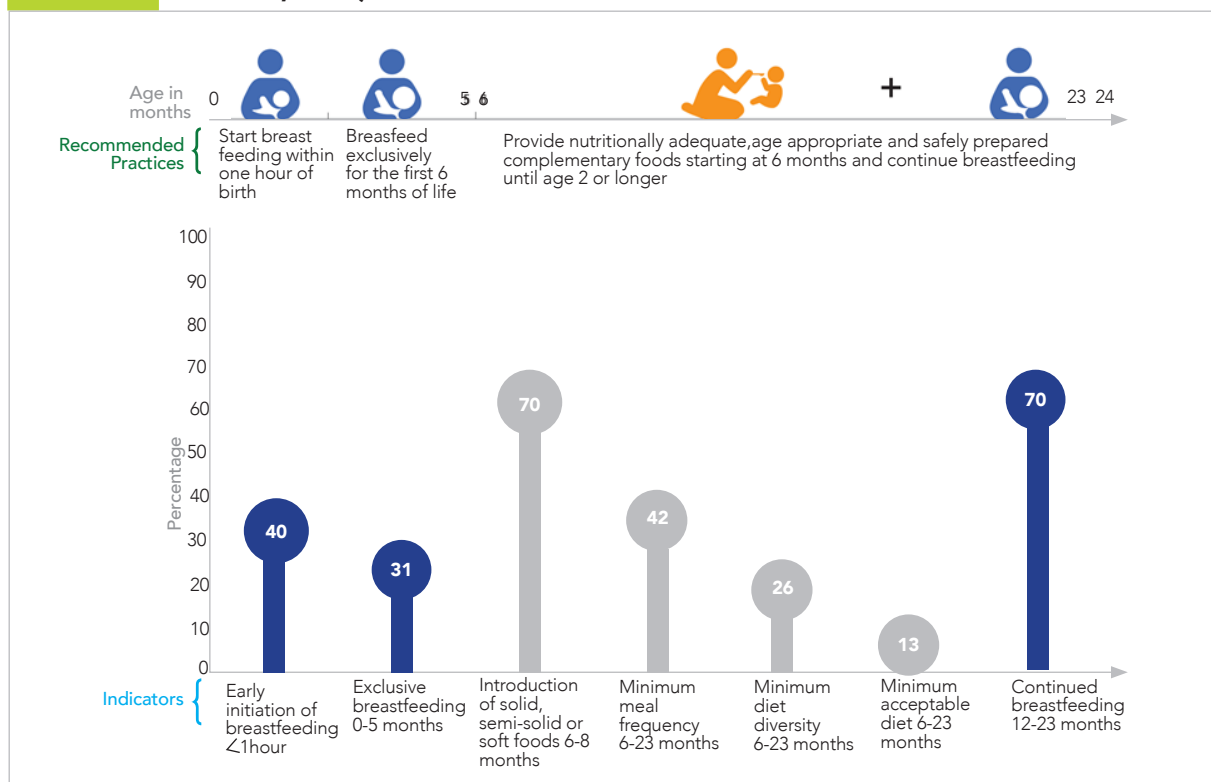 Age in
months
0
5 6
+
23 24
Recommended
Practices
Start breast
feeding within
one hour of
birth
Breasfeed
exclusively
for the first 6
months of life
Provide nutritionally adequate,age appropriate and safely prepared
complementary foods starting at 6 months and continue breastfeeding
until age 2 or longer
Percentage
100
90
80
70
60
50
40
30
20
10
0
40
31
70
42
26
13
70
Indicators
Early
initiation of
breastfeeding
<1hour
Exclusive
breastfeeding
0-5 months
Introduction
of solid,
semi-solid or
soft foods 6-8
months
Minimum
meal
frequency
6-23 months
Minimum
diet
diversity
6-23 months
Minimum
acceptable
diet 6-23
months
Continued
breastfeeding
12-23 months